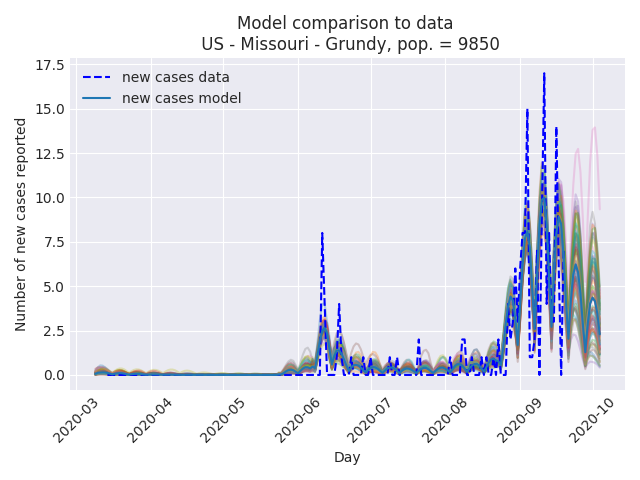 Model comparison to data
US - Missouri - Grundy, pop. = 9850
17.5
15.0
12.5
10.0
7.5
5.0
2.5
0.0
Number of new cases reported
new cases data
new cases model
2020-03
2020-04
2020-05
2020-06
2020-07
2020-08
2020-09
2020-10
Day